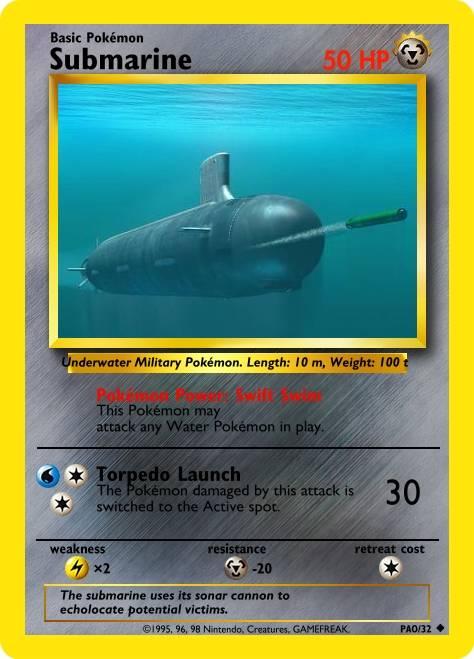 Basic Pokémon
Submarine
50 HP
Underwater Military Pokémon. Length: 10 m, Weight: 100 t
Pokémon Power: Swift Swim
This Pokémon may
attack any Water Pokémon in play.
Torpedo Launch
The Pokémon damaged by this attack is
switched to the Active spot.
30
weakness
resistance
retreat cost
×2
-20
The submarine uses its sonar cannon to
echolocate potential victims.
©1995, 96, 98 Nintendo, Creatures, GAMEFREAK.
PAO/32